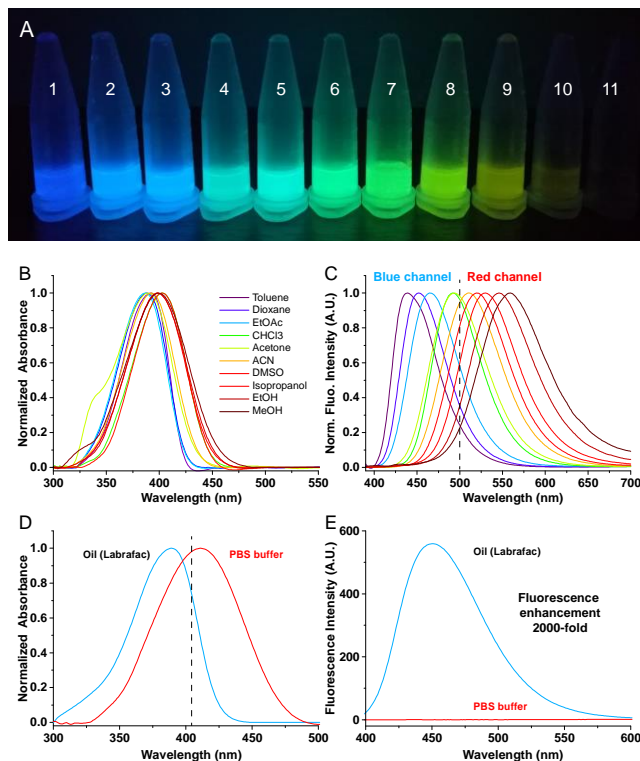 A
1 2 3 4 5 6 7 8 9 10 11
B
Normalized Absorbance
1.0
0.8
0.6
0.4
0.2
0.0
300 350 400 450 500 550
Wavelength (nm)
Toluene
Dioxane
EtOAc
CHCl3
Acetone
ACN
DMSO
Isopropanol
EtOH
MeOH
C
Blue channel Red channel
Norm. Fluo. Intensity (A.U.)
1.0
0.8
0.6
0.4
0.2
0.0
400 450 500 550 600 650 700
Wavelength (nm)
D
Normalized Absorbance
1.0
0.8
0.6
0.4
0.2
0.0
Oil (Labrafac) PBS buffer
300 350 400 450 500
Wavelength (nm)
E
Fluorescence Intensity (A.U.)
600
400
200
0
Oil (Labrafac)
Fluorescence
enhancement
2000-fold
PBS buffer
400 450 500 550 600
Wavelength (nm)